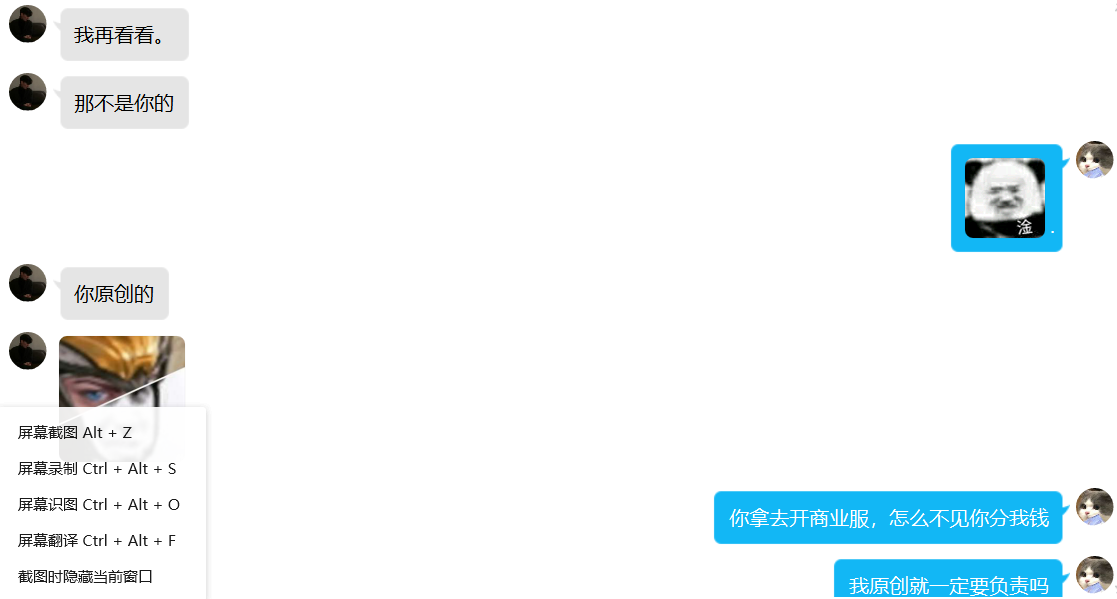 我再看看。
那不是你的
淦
.
你原创的
屏幕截图 Alt + Z
屏幕录制 Ctrl + Alt + S
屏幕识图 Ctrl + Alt + O
屏幕翻译 Ctrl + Alt + F
截图时隐藏当前窗口
你拿去开商业服，怎么不见你分我钱
我原创就一定要负责吗